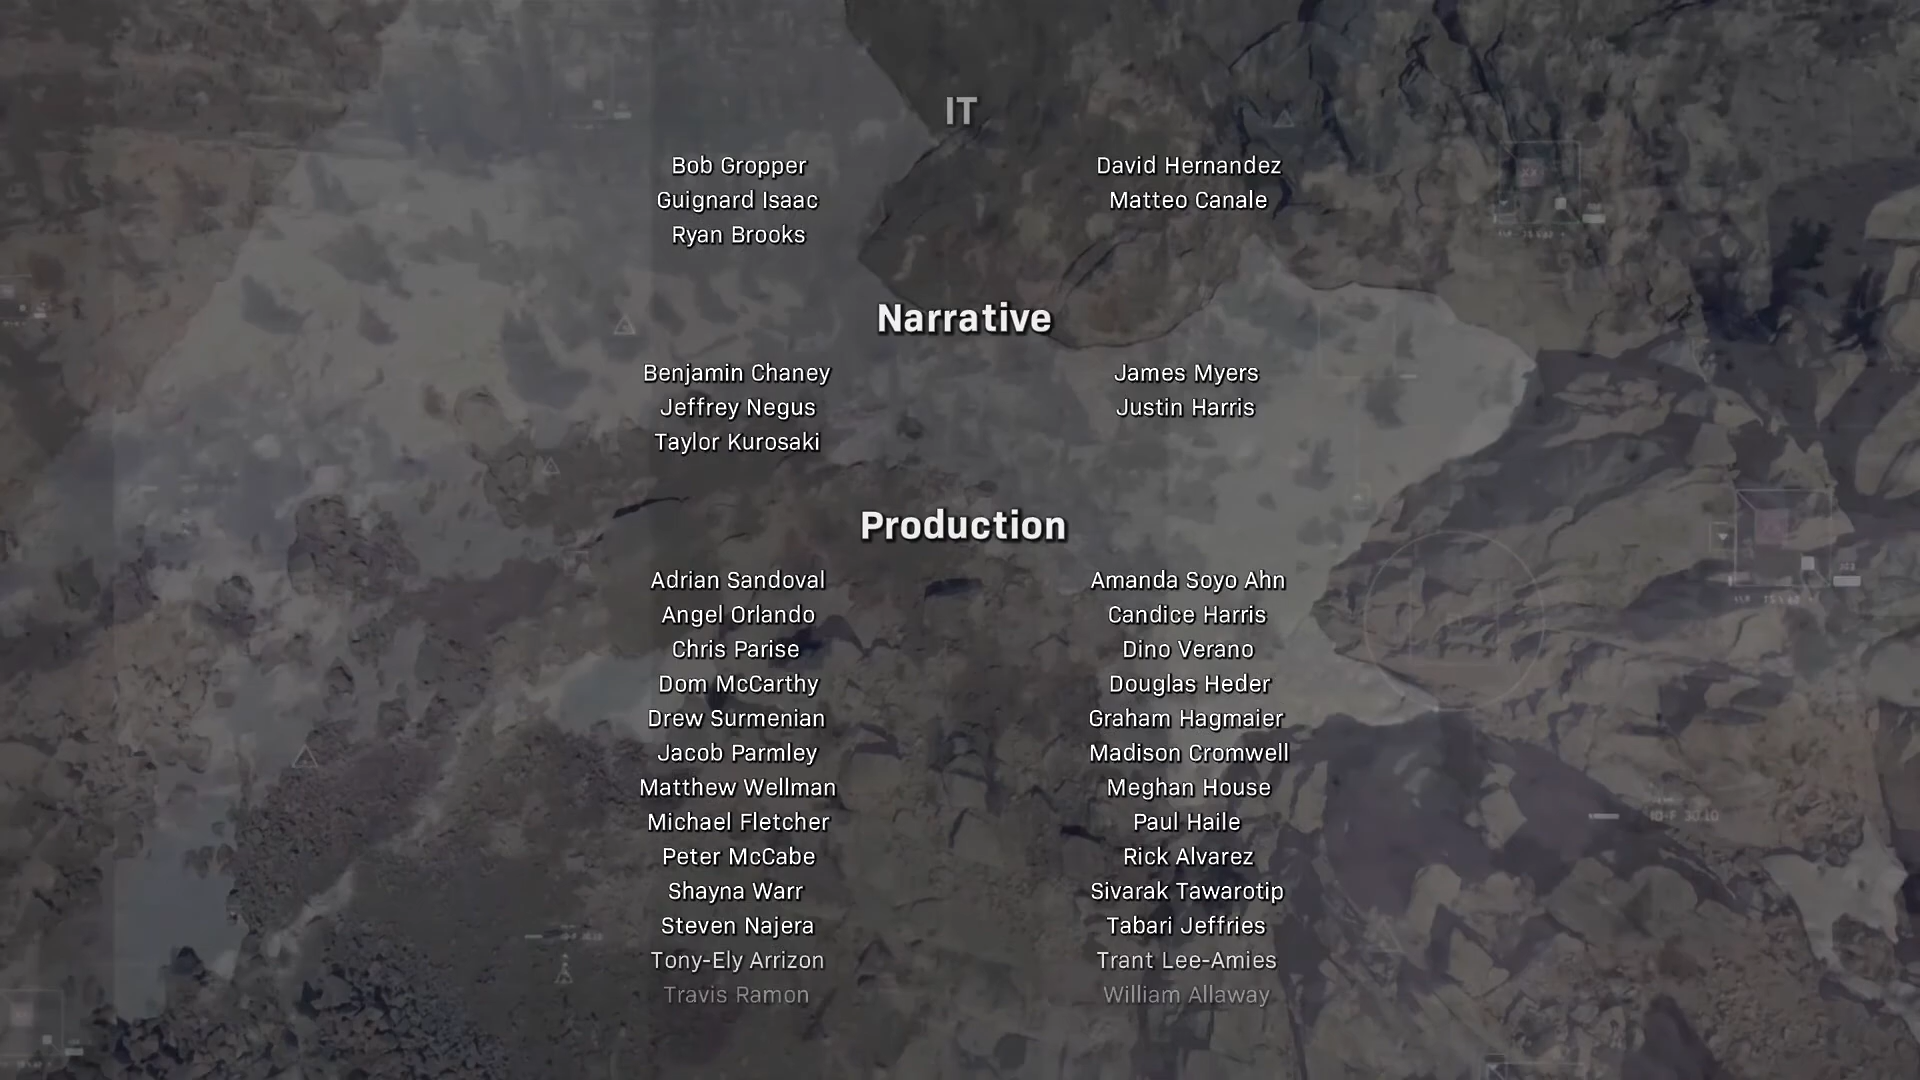 IT
Bob Gropper David Hernandez
Guignard Isaac Matteo Canale
Ryan Brooks
Narrative
Benjamin Chaney James Myers
Jeffrey Negus Justin Harris
Taylor Kurosaki
Production
Adrian Sandoval Amanda Soyo Ahn
Angel Orlando Candice Harris
Chris Parise Dino Verano
Dom McCarthy Douglas Heder
Drew Surmenian Graham Hagmaier
Jacob Parmley Madison Cromwell
Matthew Wellman Meghan House
Michael Fletcher Paul Haile
Peter McCabe Rick Alvarez
Shayna Warr Sivarak Tawarotip
Steven Najera Tabari Jeffries
Tony-Ely Arrizon Trant Lee-Amies
Travis Ramon William Allaway